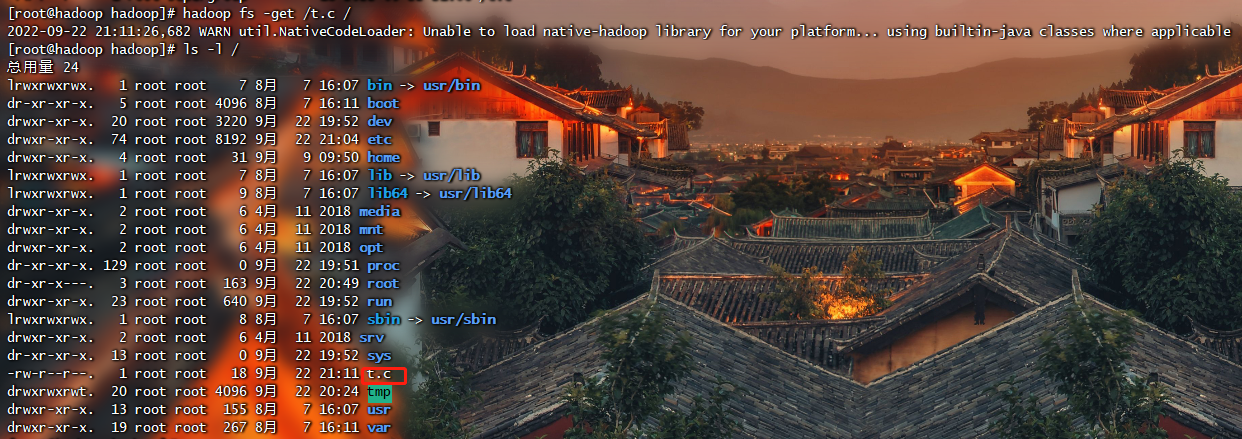 [root@hadoop hadoop]# hadoop fs -get /t.c /
2022-09-22 21:11:26,682 WARN util.NativeCodeLoader: Unable to load native-hadoop library for your platform... using builtin-java classes where applicable
[root@hadoop hadoop]# ls -l /
总用量 24
lrwxrwxrwx.   1 root root    7 8月   7 16:07 bin -> usr/bin
dr-xr-xr-x.   5 root root 4096 8月   7 16:11 boot
drwxr-xr-x.  20 root root 3220 9月  22 19:52 dev
drwxr-xr-x.  74 root root 8192 9月  22 21:04 etc
drwxr-xr-x.   4 root root   31 9月   9 09:50 home
lrwxrwxrwx.   1 root root    7 8月   7 16:07 lib -> usr/lib
lrwxrwxrwx.   1 root root    9 8月   7 16:07 lib64 -> usr/lib64
drwxr-xr-x.   2 root root    6 4月  11 2018 media
drwxr-xr-x.   2 root root    6 4月  11 2018 mnt
drwxr-xr-x.   2 root root    6 4月  11 2018 opt
dr-xr-xr-x. 129 root root    0 9月  22 19:51 proc
dr-xr-x---.   3 root root  163 9月  22 20:49 root
drwxr-xr-x.  23 root root  640 9月  22 19:52 run
lrwxrwxrwx.   1 root root    8 8月   7 16:07 sbin -> usr/sbin
drwxr-xr-x.   2 root root    6 4月  11 2018 srv
dr-xr-xr-x.  13 root root    0 9月  22 19:52 sys
-rw-r--r--.   1 root root   18 9月  22 21:11 t.c
drwxrwxrwt.  20 root root 4096 9月  22 20:24 tmp
drwxr-xr-x.  13 root root  155 8月   7 16:07 usr
drwxr-xr-x.  19 root root  267 8月   7 16:11 var